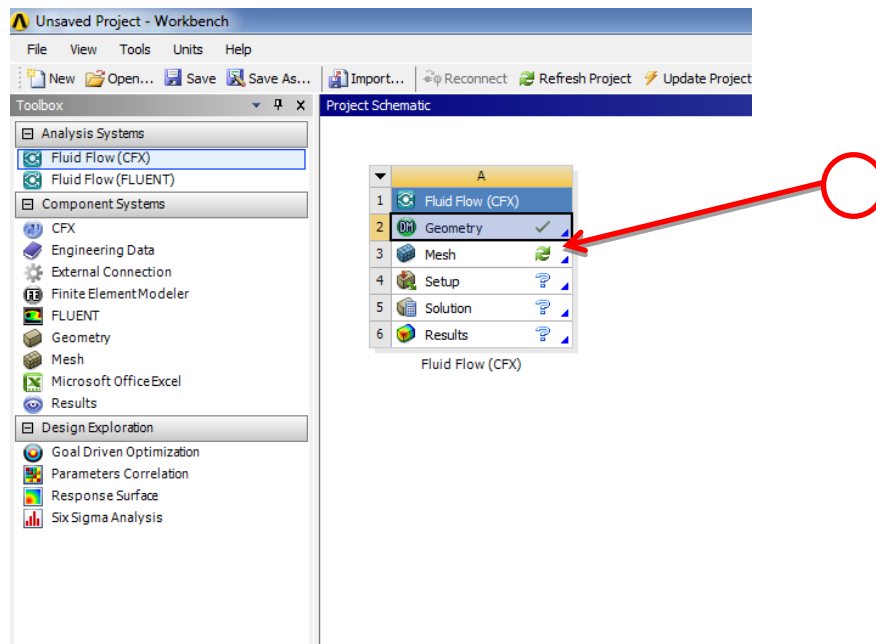 Unsaved Project - Workbench
File View Tools Units Help
New Open... Save Save As... Import... Reconnect Refresh Project Update Project
Toolbox
Project Schematic
Analysis Systems
Fluid Flow (CFX)
Fluid Flow (FLUENT)
Component Systems
CFX
Engineering Data
External Connection
Finite Element Modeler
FLUENT
Geometry
Mesh
Microsoft Office Excel
Results
Design Exploration
Goal Driven Optimization
Parameters Correlation
Response Surface
Six Sigma Analysis
A
1 Fluid Flow (CFX)
2 DM Geometry
3 Mesh
4 Setup
5 Solution
6 Results
Fluid Flow (CFX)